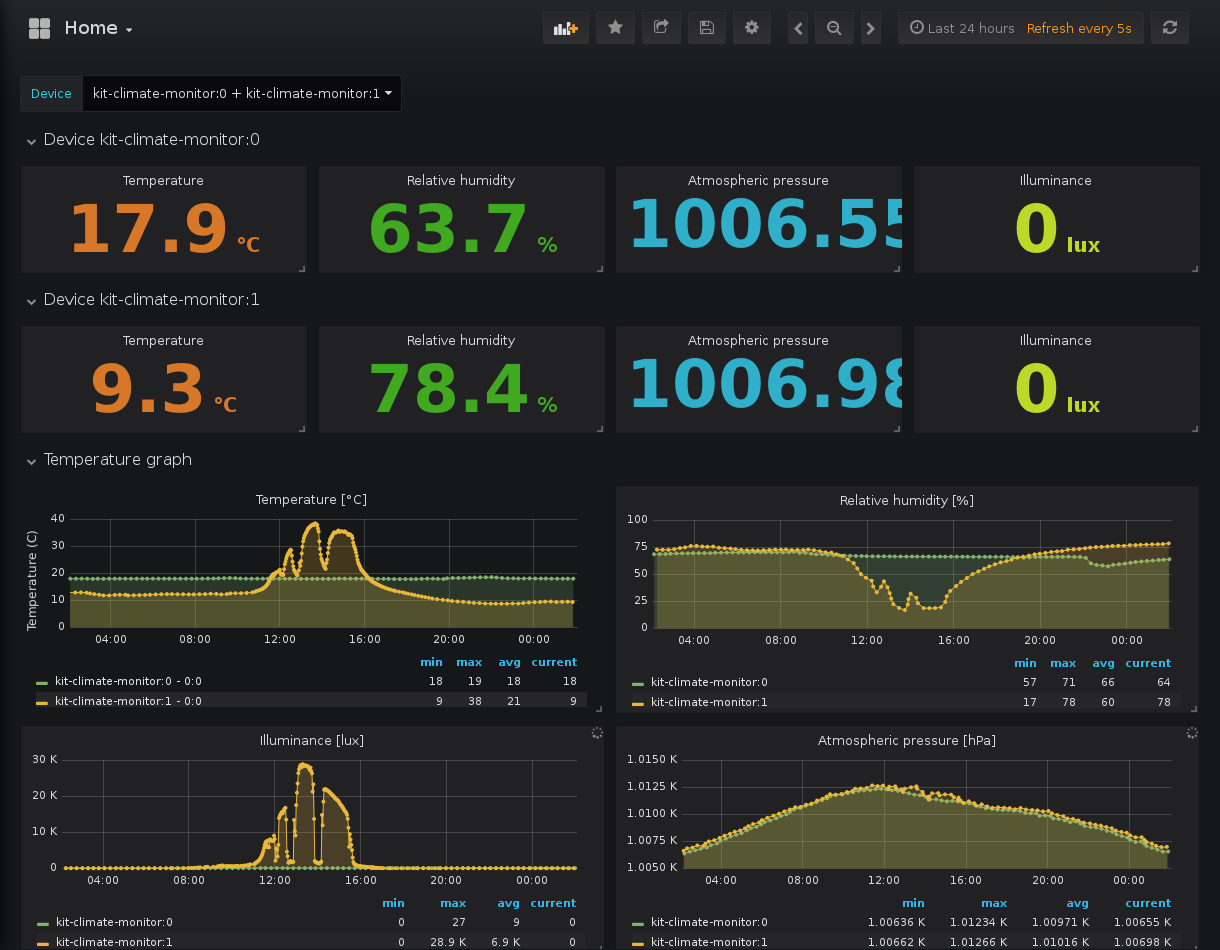 Home
Last 24 hours Refresh every 5s
Device kit-climate-monitor:0 + kit-climate-monitor:1
Device kit-climate-monitor:0
Temperature Relative humidity Atmospheric pressure Illuminance
17.9 °C 63.7 % 1006.55 0 lux
Device kit-climate-monitor:1
Temperature Relative humidity Atmospheric pressure Illuminance
9.3 °C 78.4 % 1006.98 0 lux
Temperature graph
Temperature [°C]
Temperature (C)
40
30
20
10
0
04:00 08:00 12:00 16:00 20:00 00:00
min max avg current
kit-climate-monitor:0 - 0:0 18 19 18 18
kit-climate-monitor:1 - 0:0 9 38 21 9
Relative humidity [%]
100
75
50
25
0
04:00 08:00 12:00 16:00 20:00 00:00
min max avg current
kit-climate-monitor:0 57 71 66 64
kit-climate-monitor:1 17 78 60 78
Illuminance [lux]
30 K
20 K
10 K
0
04:00 08:00 12:00 16:00 20:00 00:00
min max avg current
kit-climate-monitor:0 0 27 9 0
kit-climate-monitor:1 0 28.9 K 6.9 K 0
Atmospheric pressure [hPa]
1.0150 K
1.0125 K
1.0100 K
1.0075 K
1.0050 K
04:00 08:00 12:00 16:00 20:00 00:00
min max avg current
kit-climate-monitor:0 1.00636 K 1.01234 K 1.00971 K 1.00655 K
kit-climate-monitor:1 1.00662 K 1.01266 K 1.01016 K 1.00698 K